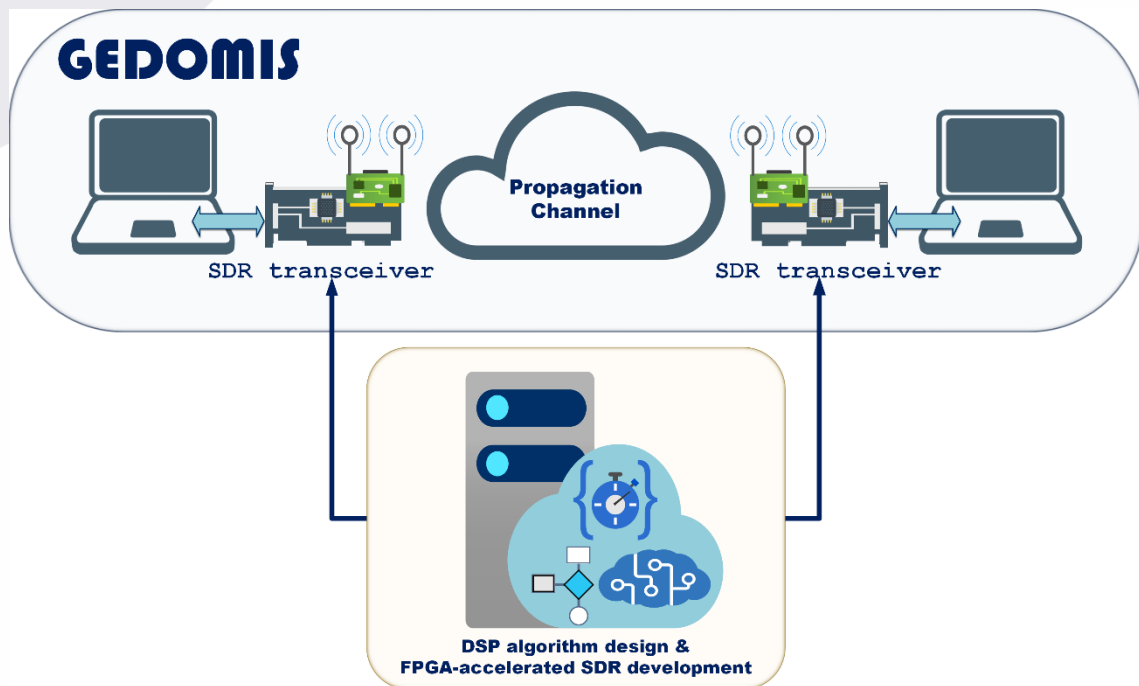 GEDOMIS
Propagation
Channel
SDR transceiver
SDR transceiver
DSP algorithm design &
FPGA-accelerated SDR development